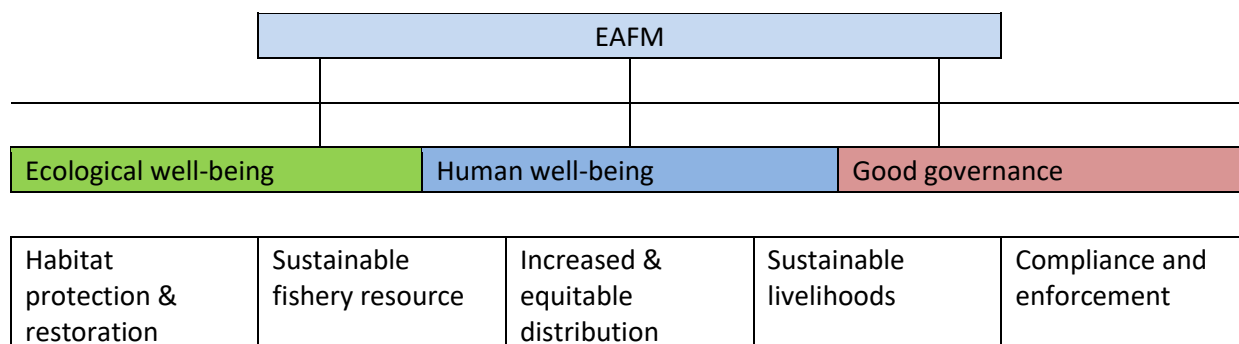 EAFM
Ecological well-being
Human well-being
Good governance
Habitat
protection &
restoration
Sustainable
fishery resource
Increased &
equitable
distribution
Sustainable
livelihoods
Compliance and
enforcement